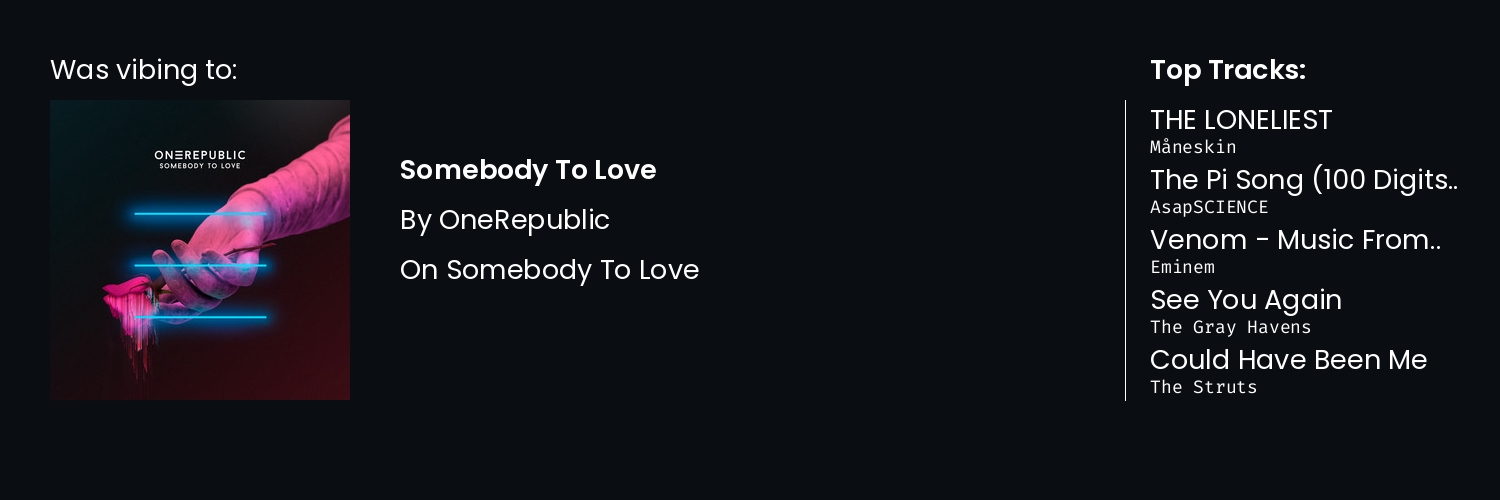 Was vibing to:
ONEREPUBLIC
SOMEBODY TO LOVE
Somebody To Love
By OneRepublic
On Somebody To Love
Top Tracks:
THE LONELIEST
Måneskin
The Pi Song (100 Digits..
AsapSCIENCE
Venom - Music From..
Eminem
See You Again
The Gray Havens
Could Have Been Me
The Struts